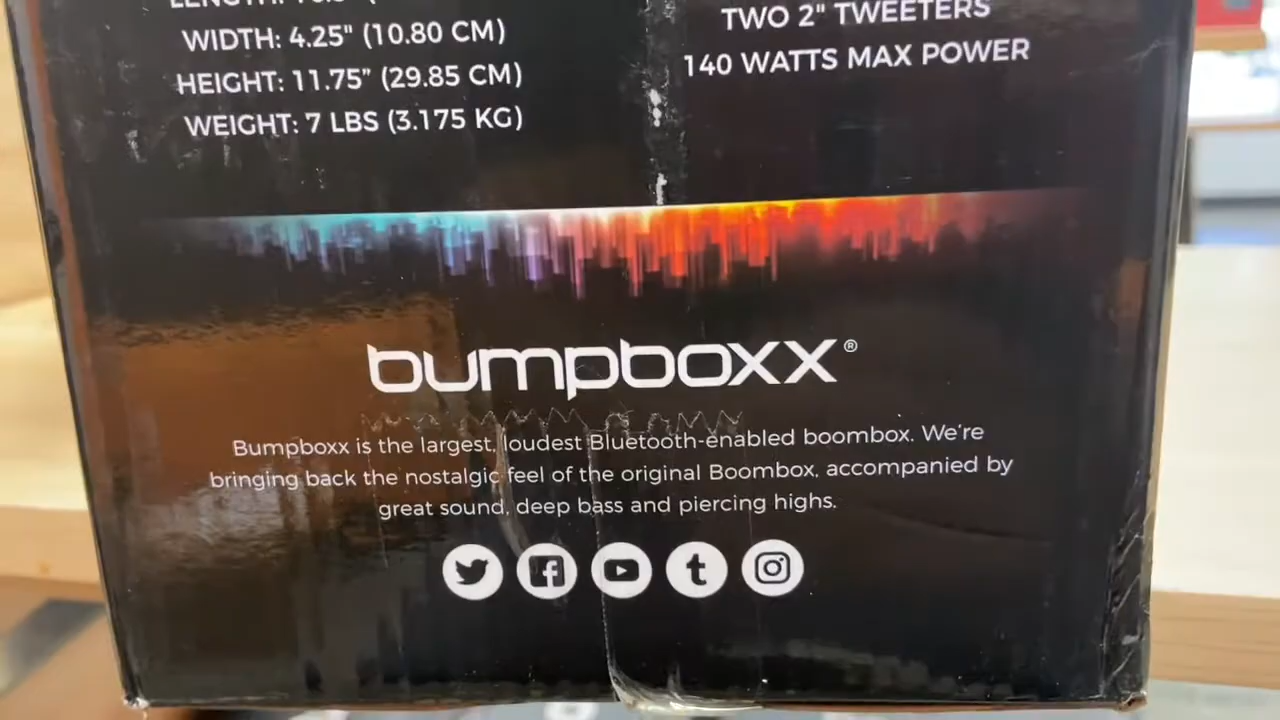 LENGTH:
WIDTH: 4.25" (10.80 CM)
HEIGHT: 11.75" (29.85 CM)
WEIGHT: 7 LBS (3.175 KG)
TWO 2" TWEETERS
140 WATTS MAX POWER
bumpboxx®
Bumpboxx is the largest, loudest Bluetooth-enabled boombox. We're
bringing back the nostalgic feel of the original Boombox, accompanied by
great sound, deep bass and piercing highs.